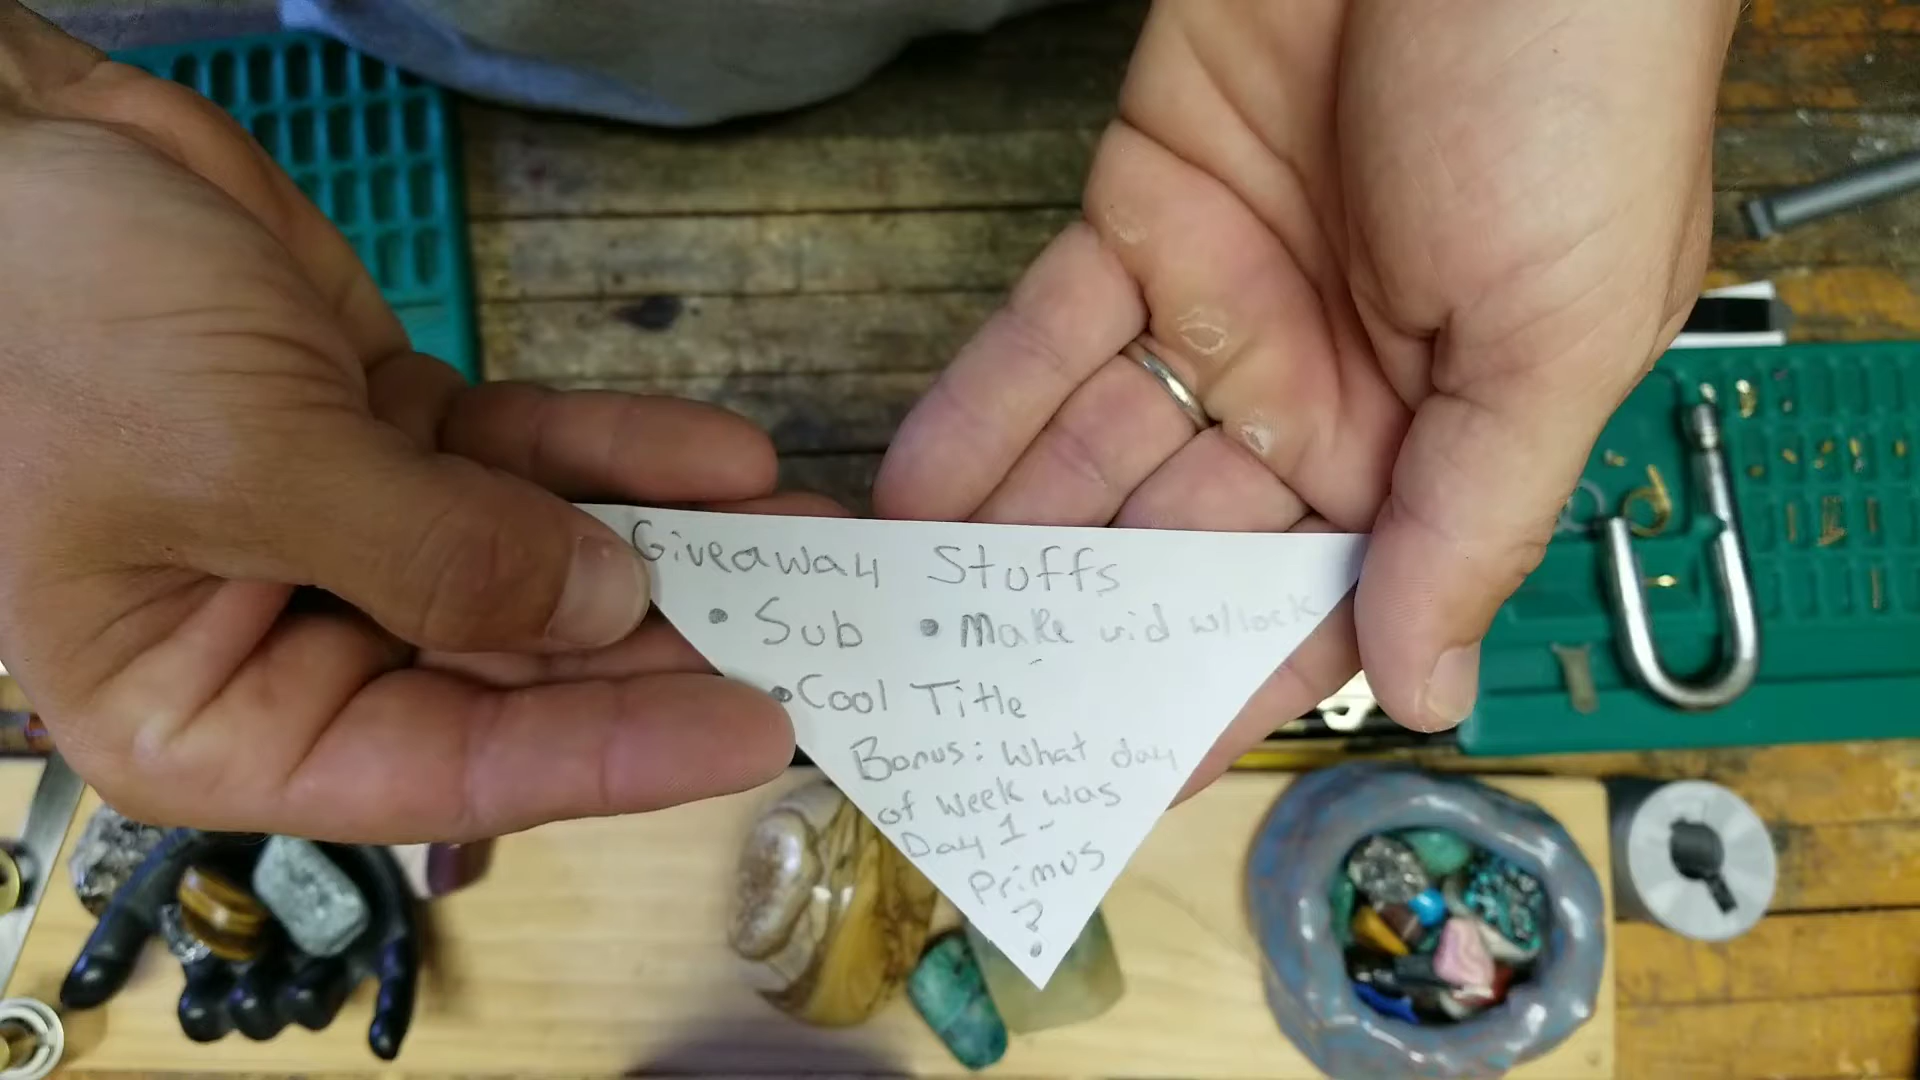 Giveaway Stuffs
• Sub • Make vid w/lock
• Cool Title
Bonus: What day
of week was
Day 1 -
Primus
?